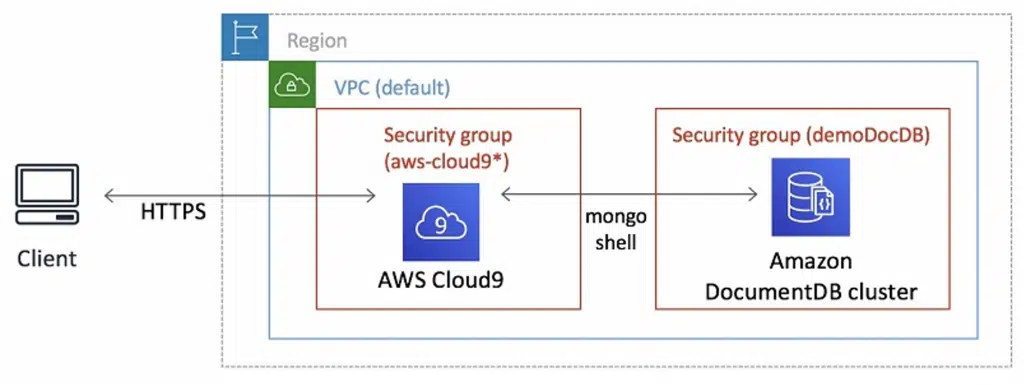 Region
VPC (default)
Security group
(aws-cloud9*)
Security group (demoDocDB)
HTTPS
9
mongo
shell
{}
Client
AWS Cloud9
Amazon
DocumentDB cluster